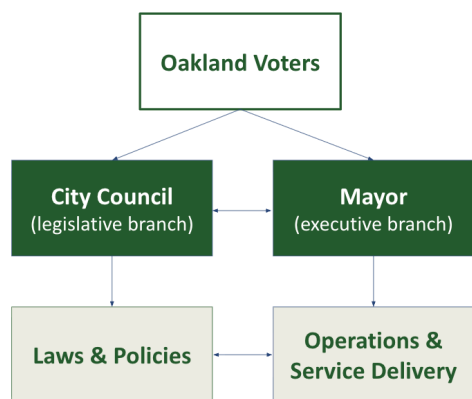 Oakland Voters
City Council
(legislative branch)
Mayor
(executive branch)
Laws & Policies
Operations &
Service Delivery